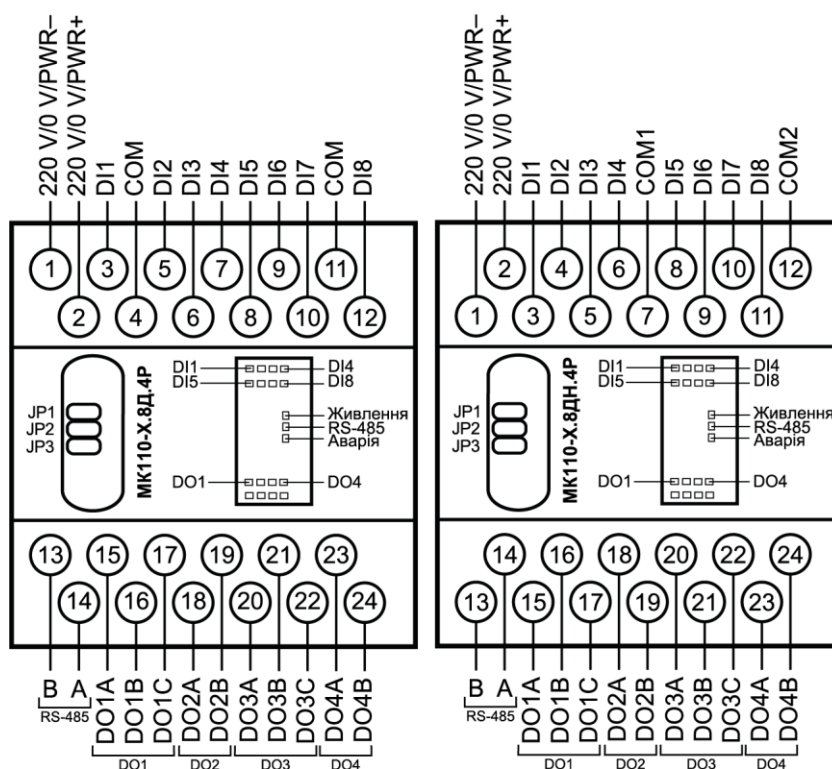 220 V/0 V/PWR–
220 V/0 V/PWR+
DI1
COM
DI2
DI3
DI4
DI5
DI6
DI7
COM
DI8
1
3
5
7
9
11
2
4
6
8
10
12
JP1
JP2
JP3
МК110-Х.8Д.4Р
DI1
DI4
DI5
DI8
Живлення
RS-485
Аварія
DO1
DO4
13
15
17
19
21
23
14
16
18
20
22
24
B
A
DO1A
DO1B
DO1C
DO2A
DO2B
DO3A
DO3B
DO3C
DO4A
DO4B
RS-485
DO1
DO2
DO3
DO4
220 V/0 V/PWR–
220 V/0 V/PWR+
DI1
DI2
DI3
DI4
COM1
DI5
DI6
DI7
DI8
COM2
2
4
6
8
10
12
1
3
5
7
9
11
JP1
JP2
JP3
МК110-Х.8ДН.4Р
DI1
DI4
DI5
DI8
Живлення
RS-485
Аварія
DO1
DO4
14
16
18
20
22
24
13
15
17
19
21
23
B
A
DO1A
DO1B
DO1C
DO2A
DO2B
DO3A
DO3B
DO3C
DO4A
DO4B
RS-485
DO1
DO2
DO3
DO4